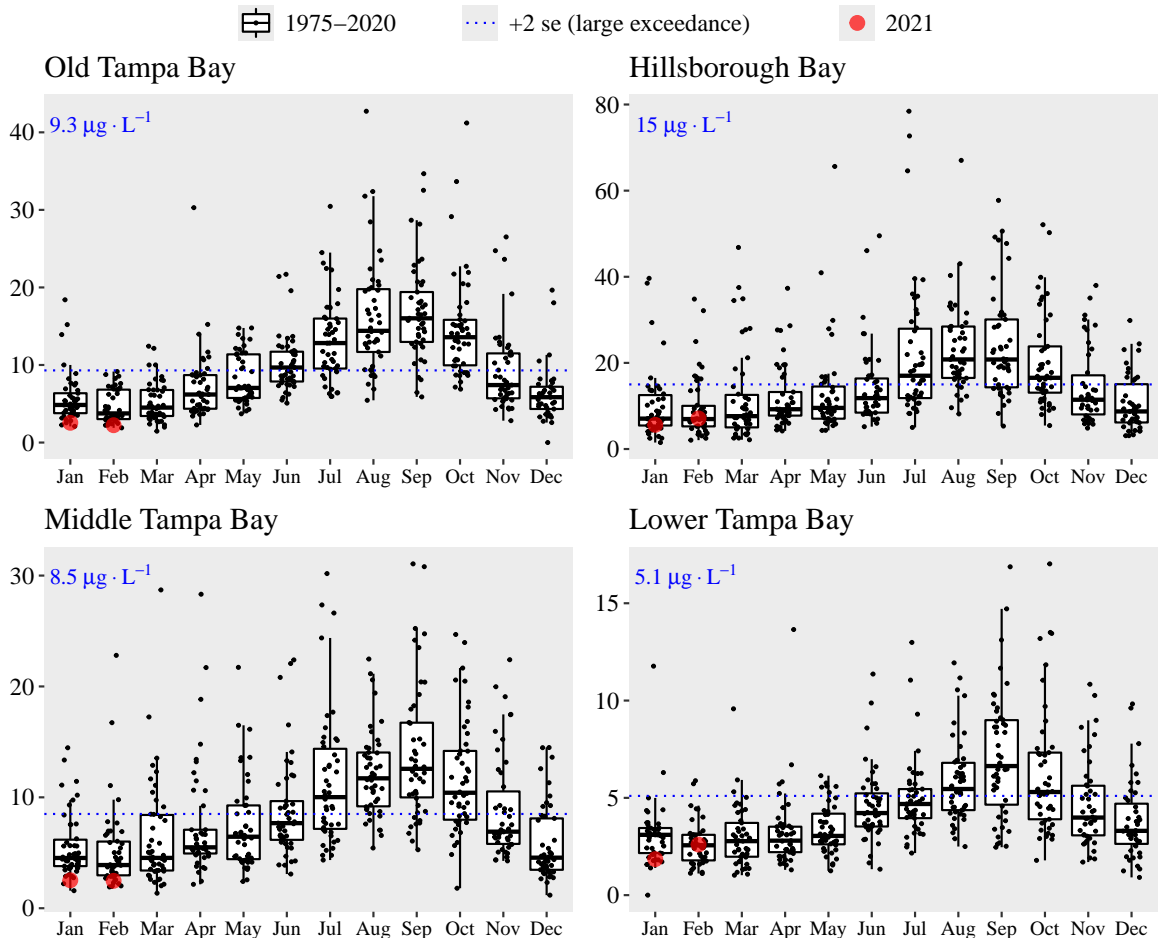 1975–2020 +2 se (large exceedance) 2021
Old Tampa Bay
9.3 µg · L⁻¹
40
30
20
10
0
Jan Feb Mar Apr May Jun Jul Aug Sep Oct Nov Dec
Hillsborough Bay
15 µg · L⁻¹
80
60
40
20
0
Jan Feb Mar Apr May Jun Jul Aug Sep Oct Nov Dec
Middle Tampa Bay
8.5 µg · L⁻¹
30
20
10
0
Jan Feb Mar Apr May Jun Jul Aug Sep Oct Nov Dec
Lower Tampa Bay
5.1 µg · L⁻¹
15
10
5
0
Jan Feb Mar Apr May Jun Jul Aug Sep Oct Nov Dec